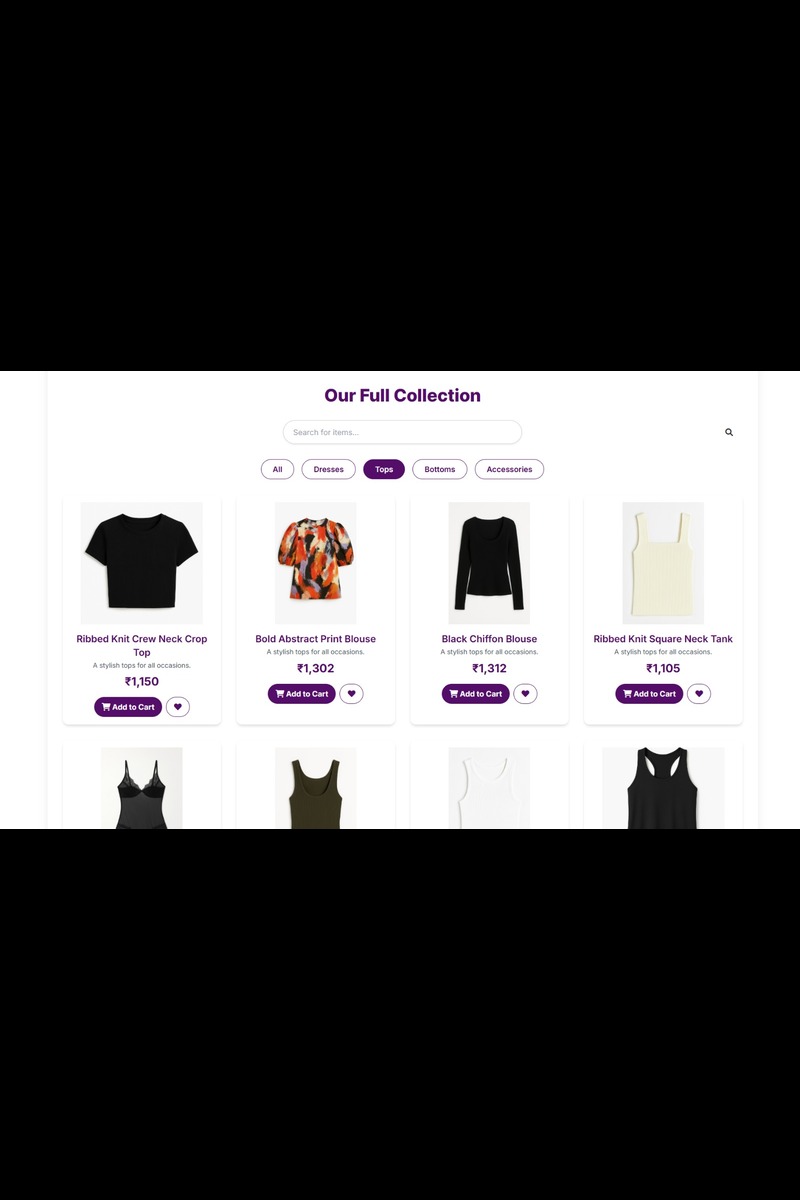 Our Full Collection
Search for items...
All
Dresses
Tops
Bottoms
Accessories
Ribbed Knit Crew Neck Crop
Top
A stylish tops for all occasions.
₹1,150
Add to Cart
Bold Abstract Print Blouse
A stylish tops for all occasions.
₹1,302
Add to Cart
Black Chiffon Blouse
A stylish tops for all occasions.
₹1,312
Add to Cart
Ribbed Knit Square Neck Tank
A stylish tops for all occasions.
₹1,105
Add to Cart